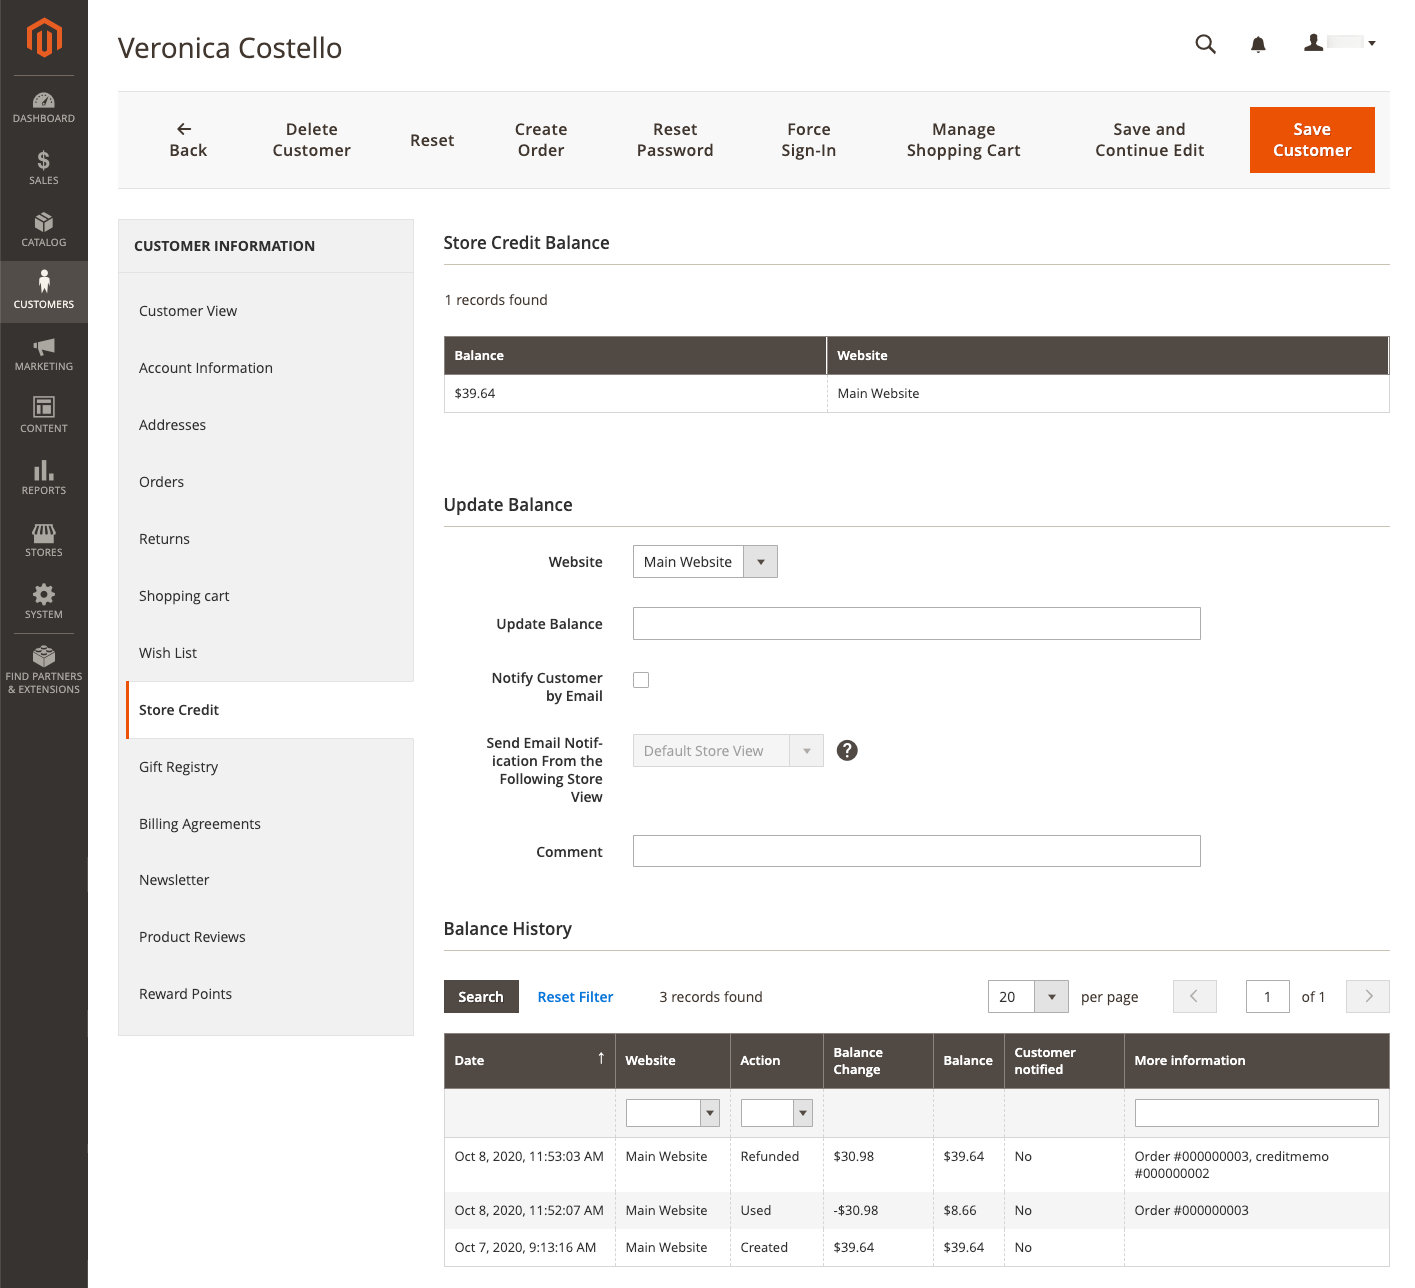 Veronica Costello
DASHBOARD
SALES
CATALOG
CUSTOMERS
MARKETING
CONTENT
REPORTS
STORES
SYSTEM
FIND PARTNERS
& EXTENSIONS
Back
Delete
Customer
Reset
Create
Order
Reset
Password
Force
Sign-In
Manage
Shopping Cart
Save and
Continue Edit
Save
Customer
CUSTOMER INFORMATION
Customer View
Account Information
Addresses
Orders
Returns
Shopping cart
Wish List
Store Credit
Gift Registry
Billing Agreements
Newsletter
Product Reviews
Reward Points
Store Credit Balance
1 records found
Balance Website
$39.64 Main Website
Update Balance
Website Main Website
Update Balance
Notify Customer
by Email
Send Email Notif-
ication From the
Following Store
View
Default Store View ?
Comment
Balance History
Search Reset Filter 3 records found 20 per page 1 of 1
Date ↑ Website Action Balance Change Balance Customer notified More information
Oct 8, 2020, 11:53:03 AM Main Website Refunded $30.98 $39.64 No Order #000000003, creditmemo
#000000002
Oct 8, 2020, 11:52:07 AM Main Website Used -$30.98 $8.66 No Order #000000003
Oct 7, 2020, 9:13:16 AM Main Website Created $39.64 $39.64 No